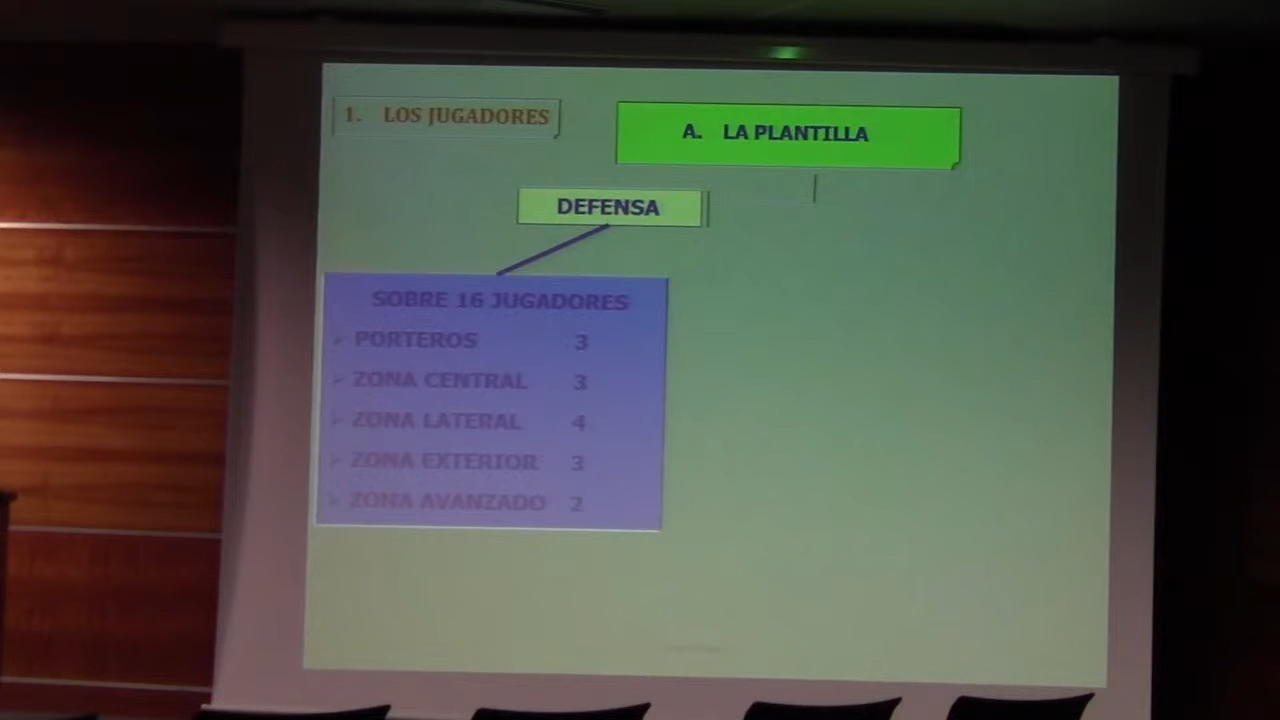 1. LOS JUGADORES
A. LA PLANTILLA
DEFENSA
SOBRE 16 JUGADORES
➢ PORTEROS 3
➢ ZONA CENTRAL 3
➢ ZONA LATERAL 4
➢ ZONA EXTERIOR 3
➢ ZONA AVANZADO 2